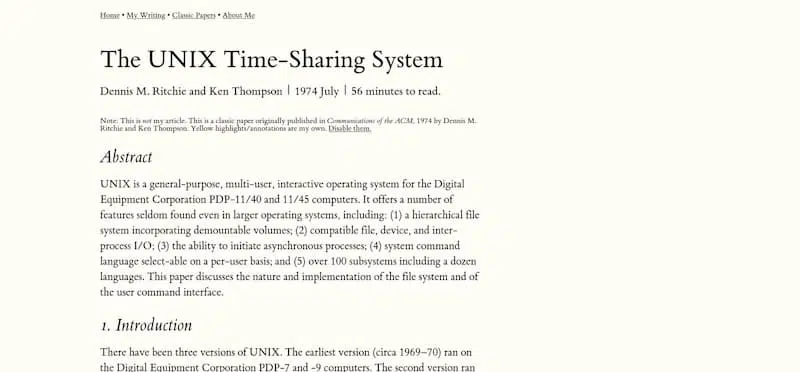 Home • My Writing • Classic Papers • About Me
The UNIX Time-Sharing System
Dennis M. Ritchie and Ken Thompson | 1974 July | 56 minutes to read.
Note: This is not my article. This is a classic paper originally published in Communications of the ACM, 1974 by Dennis M.
Ritchie and Ken Thompson. Yellow highlights/annotations are my own. Disable them.
Abstract
UNIX is a general-purpose, multi-user, interactive operating system for the Digital
Equipment Corporation PDP-11/40 and 11/45 computers. It offers a number of
features seldom found even in larger operating systems, including: (1) a hierarchical file
system incorporating demountable volumes; (2) compatible file, device, and inter-
process I/O; (3) the ability to initiate asynchronous processes; (4) system command
language select-able on a per-user basis; and (5) over 100 subsystems including a dozen
languages. This paper discusses the nature and implementation of the file system and of
the user command interface.
1. Introduction
There have been three versions of UNIX. The earliest version (circa 1969–70) ran on
the Digital Equipment Corporation PDP-7 and -9 computers. The second version ran